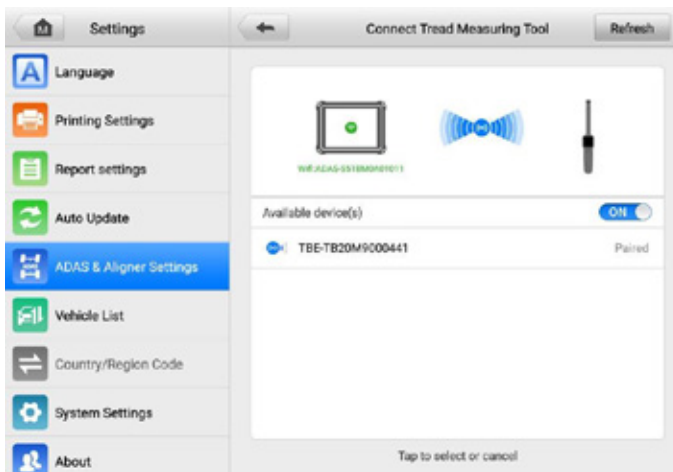 Settings
Connect Tread Measuring Tool
Refresh
Language
Printing Settings
Report settings
Auto Update
ADAS & Aligner Settings
Vehicle List
Country/Region Code
System Settings
About
Available device(s)
ON
TBE-TB20M9000441
Paired
Tap to select or cancel